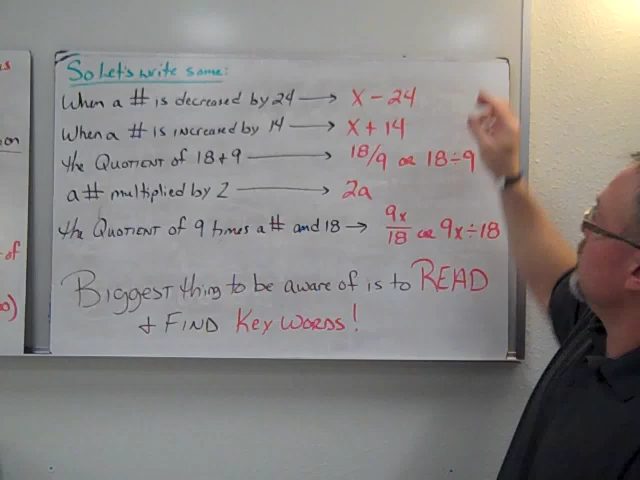 So Let's write some:
When a # is decreased by 24 → X - 24
When a # is increased by 14 → X + 14
the Quotient of 18 + 9 → 18/9 or 18 ÷ 9
a # multiplied by 2 → 2a
the Quotient of 9 times a # and 18 → 9x/18 or 9x ÷ 18
Biggest thing to be aware of is to READ
+ FIND Key Words!
on
-of